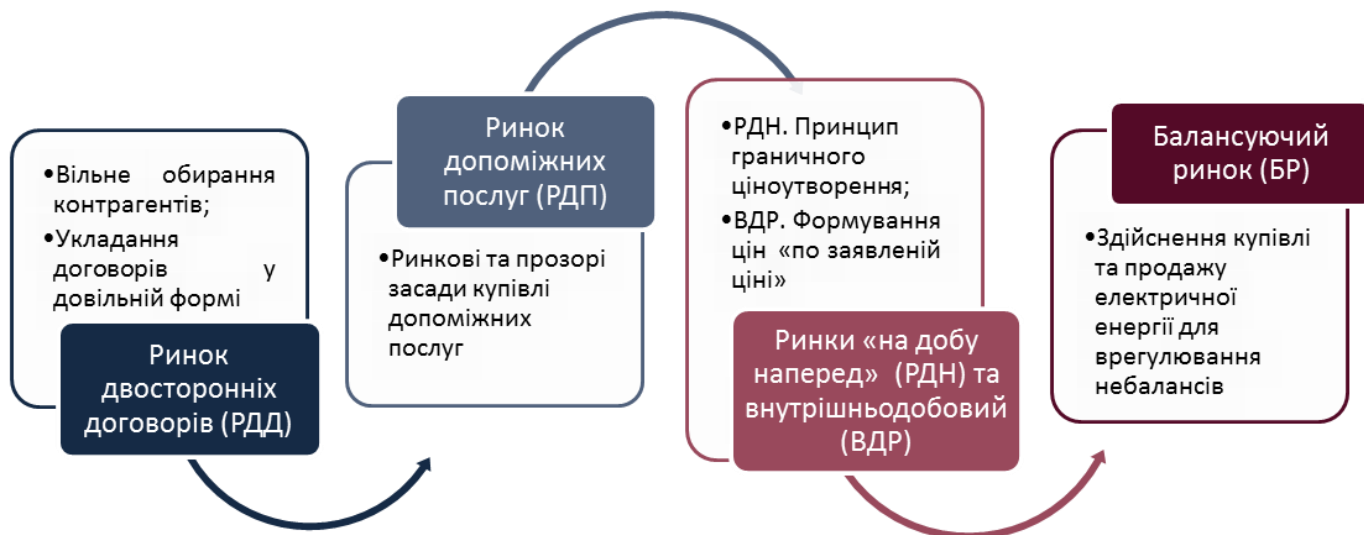 •Вільне обирання
контрагентів;
•Укладання
договорів у
довільній формі
Ринок
двосторонніх
договорів (РДД)
Ринок
допоміжних
послуг (РДП)
•Ринкові та прозорі
засади купівлі
допоміжних
послуг
•РДН. Принцип
граничного
ціноутворення;
•ВДР. Формування
цін «по заявленій
ціні»
Ринки «на добу
наперед» (РДН) та
внутрішньодобовий
(ВДР)
Балансуючий
ринок (БР)
•Здійснення купівлі
та продажу
електричної
енергії для
врегулювання
небалансів